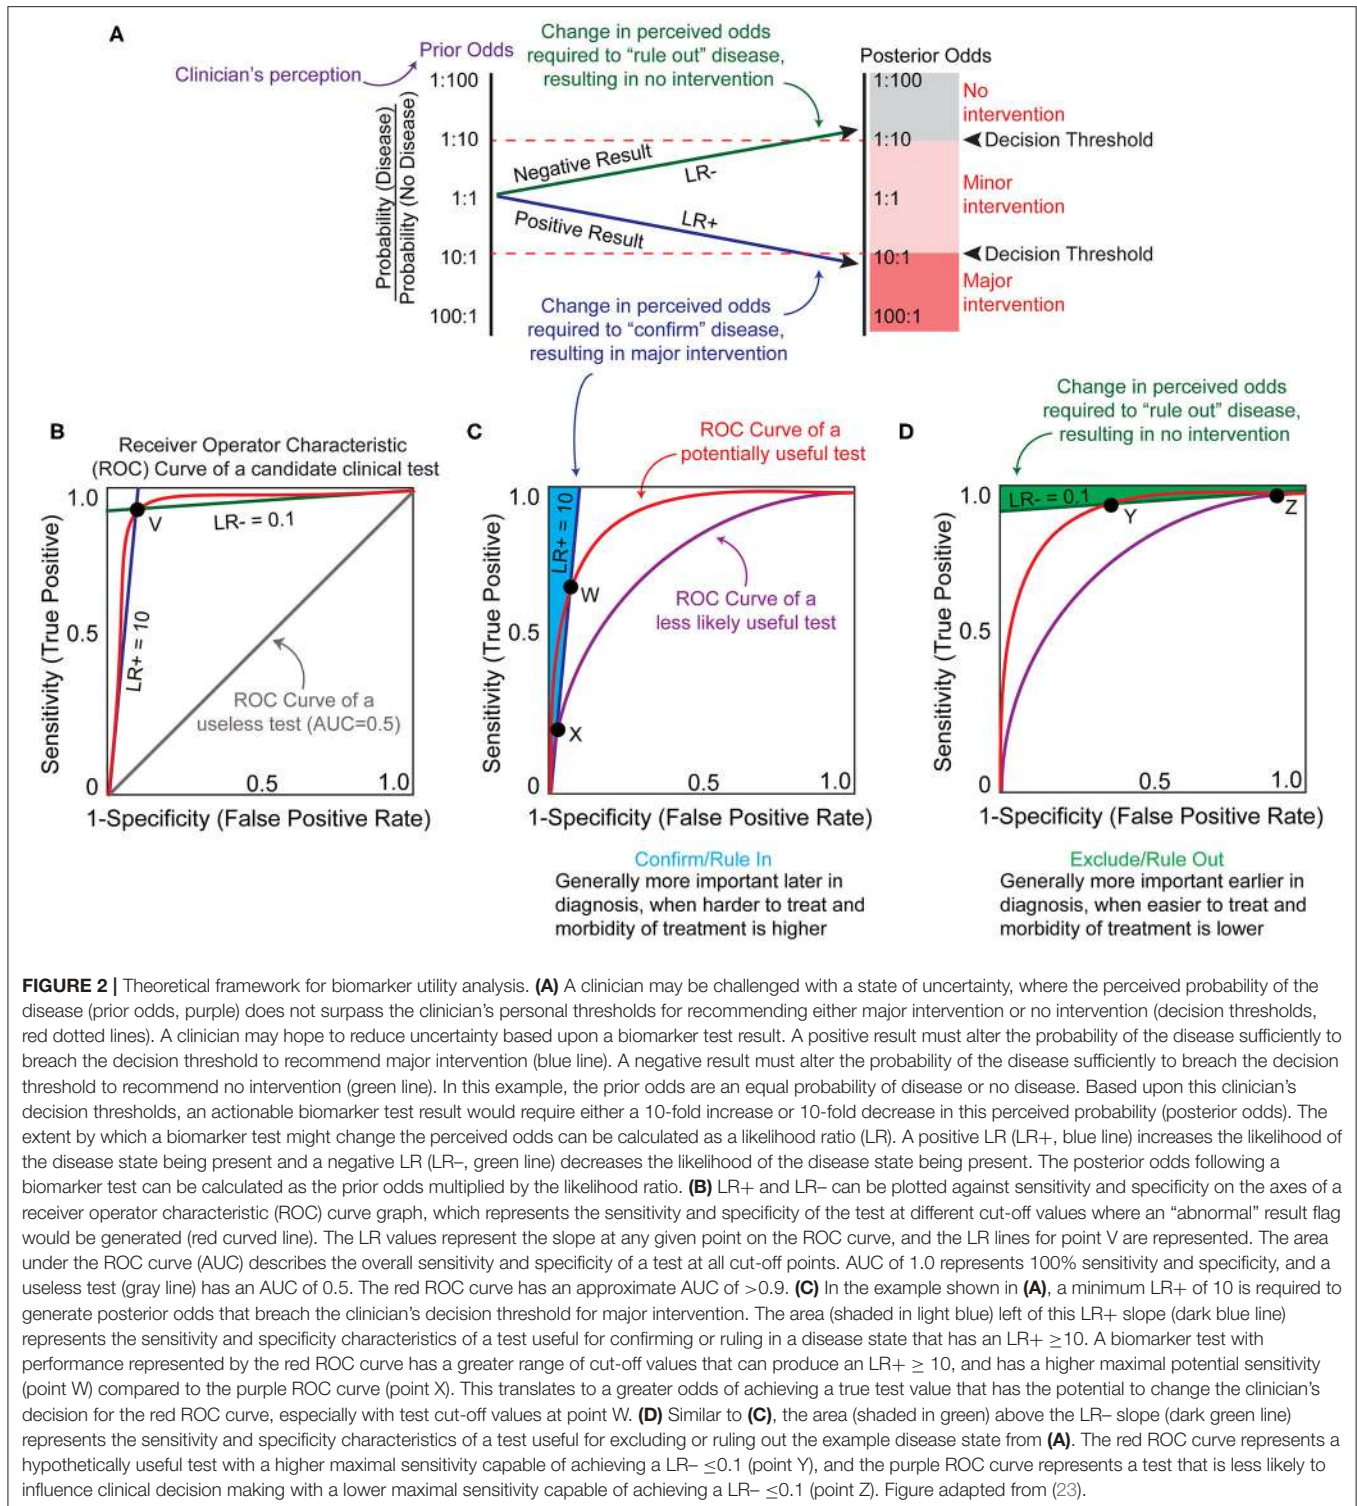 A
Change in perceived odds
required to “rule out” disease,
resulting in no intervention
Prior Odds
Clinician's perception
Posterior Odds
1:100
1:10
1:1
10:1
100:1
Probability (Disease)
Probability (No Disease)
Negative Result
LR-
LR+
Positive Result
1:100
1:10
1:1
10:1
100:1
No
intervention
Decision Threshold
Minor
intervention
Decision Threshold
Major
intervention
Change in perceived odds
required to “confirm” disease,
resulting in major intervention
B
Receiver Operator Characteristic
(ROC) Curve of a candidate clinical test
1.0
V
LR- = 0.1
LR+ = 10
0.5
ROC Curve of a
useless test (AUC=0.5)
0
0.5
1.0
Sensitivity (True Positive)
1-Specificity (False Positive Rate)
C
ROC Curve of a
potentially useful test
1.0
LR+ = 10
W
ROC Curve of a
less likely useful test
0.5
X
0
0.5
1.0
Sensitivity (True Positive)
1-Specificity (False Positive Rate)
Confirm/Rule In
Generally more important later in
diagnosis, when harder to treat and
morbidity of treatment is higher
D
Change in perceived odds
required to “rule out” disease,
resulting in no intervention
1.0
LR- = 0.1
Y
Z
0.5
0
0.5
1.0
Sensitivity (True Positive)
1-Specificity (False Positive Rate)
Exclude/Rule Out
Generally more important earlier in
diagnosis, when easier to treat and
morbidity of treatment is lower
FIGURE 2 | Theoretical framework for biomarker utility analysis. (A) A clinician may be challenged with a state of uncertainty, where the perceived probability of the
disease (prior odds, purple) does not surpass the clinician's personal thresholds for recommending either major intervention or no intervention (decision thresholds,
red dotted lines). A clinician may hope to reduce uncertainty based upon a biomarker test result. A positive result must alter the probability of the disease sufficiently to
breach the decision threshold to recommend major intervention (blue line). A negative result must alter the probability of the disease sufficiently to breach the decision
threshold to recommend no intervention (green line). In this example, the prior odds are an equal probability of disease or no disease. Based upon this clinician's
decision thresholds, an actionable biomarker test result would require either a 10-fold increase or 10-fold decrease in this perceived probability (posterior odds). The
extent by which a biomarker test might change the perceived odds can be calculated as a likelihood ratio (LR). A positive LR (LR+, blue line) increases the likelihood of
the disease state being present and a negative LR (LR–, green line) decreases the likelihood of the disease state being present. The posterior odds following a
biomarker test can be calculated as the prior odds multiplied by the likelihood ratio. (B) LR+ and LR– can be plotted against sensitivity and specificity on the axes of a
receiver operator characteristic (ROC) curve graph, which represents the sensitivity and specificity of the test at different cut-off values where an “abnormal” result flag
would be generated (red curved line). The LR values represent the slope at any given point on the ROC curve, and the LR lines for point V are represented. The area
under the ROC curve (AUC) describes the overall sensitivity and specificity of a test at all cut-off points. AUC of 1.0 represents 100% sensitivity and specificity, and a
useless test (gray line) has an AUC of 0.5. The red ROC curve has an approximate AUC of >0.9. (C) In the example shown in (A), a minimum LR+ of 10 is required to
generate posterior odds that breach the clinician's decision threshold for major intervention. The area (shaded in light blue) left of this LR+ slope (dark blue line)
represents the sensitivity and specificity characteristics of a test useful for confirming or ruling in a disease state that has an LR+ ≥10. A biomarker test with
performance represented by the red ROC curve has a greater range of cut-off values that can produce an LR+ ≥ 10, and has a higher maximal potential sensitivity
(point W) compared to the purple ROC curve (point X). This translates to a greater odds of achieving a true test value that has the potential to change the clinician's
decision for the red ROC curve, especially with test cut-off values at point W. (D) Similar to (C), the area (shaded in green) above the LR– slope (dark green line)
represents the sensitivity and specificity characteristics of a test useful for excluding or ruling out the example disease state from (A). The red ROC curve represents a
hypothetically useful test with a higher maximal sensitivity capable of achieving a LR– ≤0.1 (point Y), and the purple ROC curve represents a test that is less likely to
influence clinical decision making with a lower maximal sensitivity capable of achieving a LR– ≤0.1 (point Z). Figure adapted from (23).